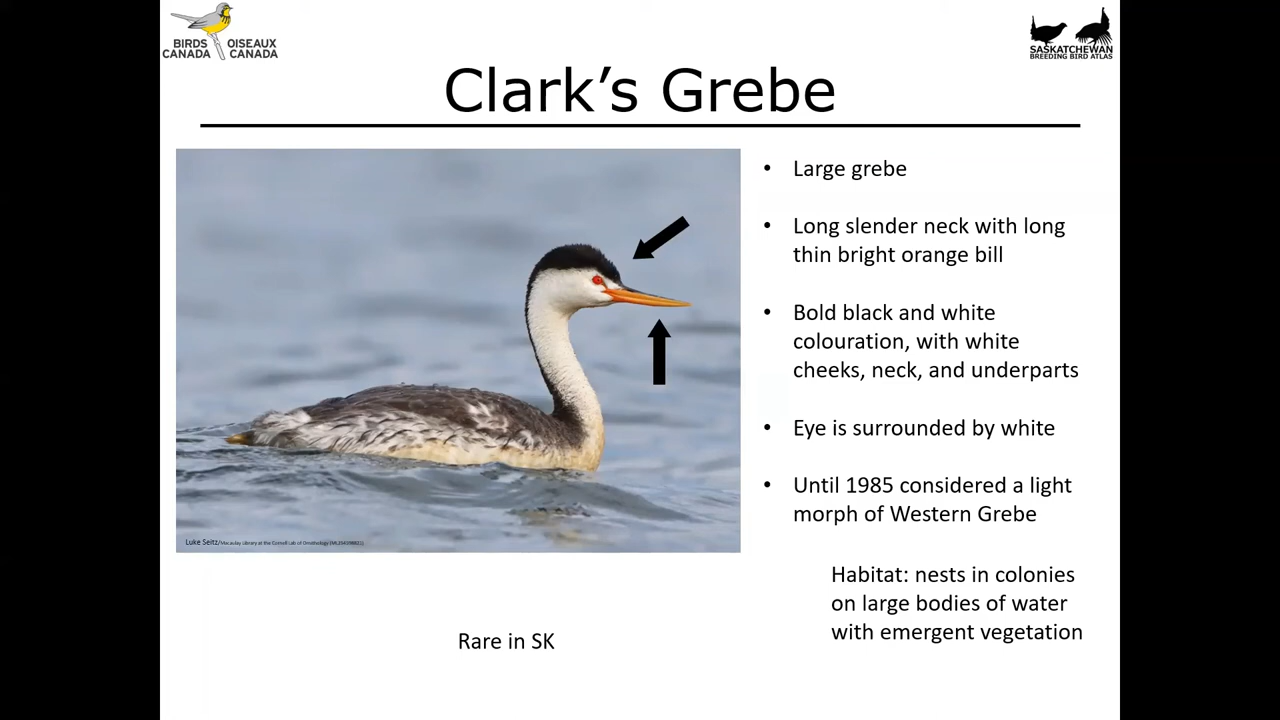 BIRDS OISEAUX
CANADA CANADA
SASKATCHEWAN
BREEDING BIRD ATLAS
Clark’s Grebe
• Large grebe
• Long slender neck with long
thin bright orange bill
• Bold black and white
colouration, with white
cheeks, neck, and underparts
• Eye is surrounded by white
• Until 1985 considered a light
morph of Western Grebe
Habitat: nests in colonies
on large bodies of water
with emergent vegetation
Luke Seitz/Macaulay Library at the Cornell Lab of Ornithology
Rare in SK